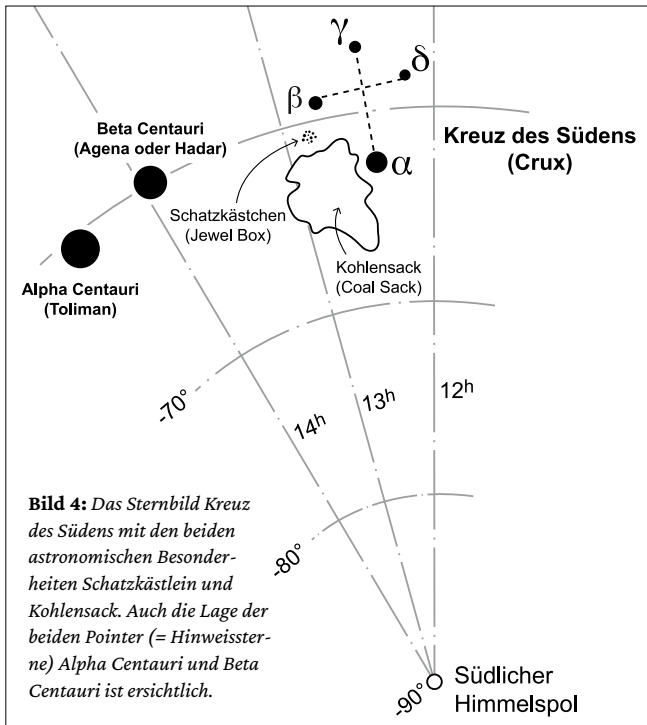 γ
δ
β
Beta Centauri
(Agena oder Hadar)
Kreuz des Südens
(Crux)
α
Schatzkästchen
(Jewel Box)
Kohlensack
(Coal Sack)
Alpha Centauri
(Toliman)
-70°
14h
13h
12h
-80°
Bild 4: Das Sternbild Kreuz
des Südens mit den beiden
astronomischen Besonder-
heiten Schatzkästlein und
Kohlensack. Auch die Lage der
beiden Pointer (= Hinweisster-
ne) Alpha Centauri und Beta
Centauri ist ersichtlich.
-90°
Südlicher
Himmelspol